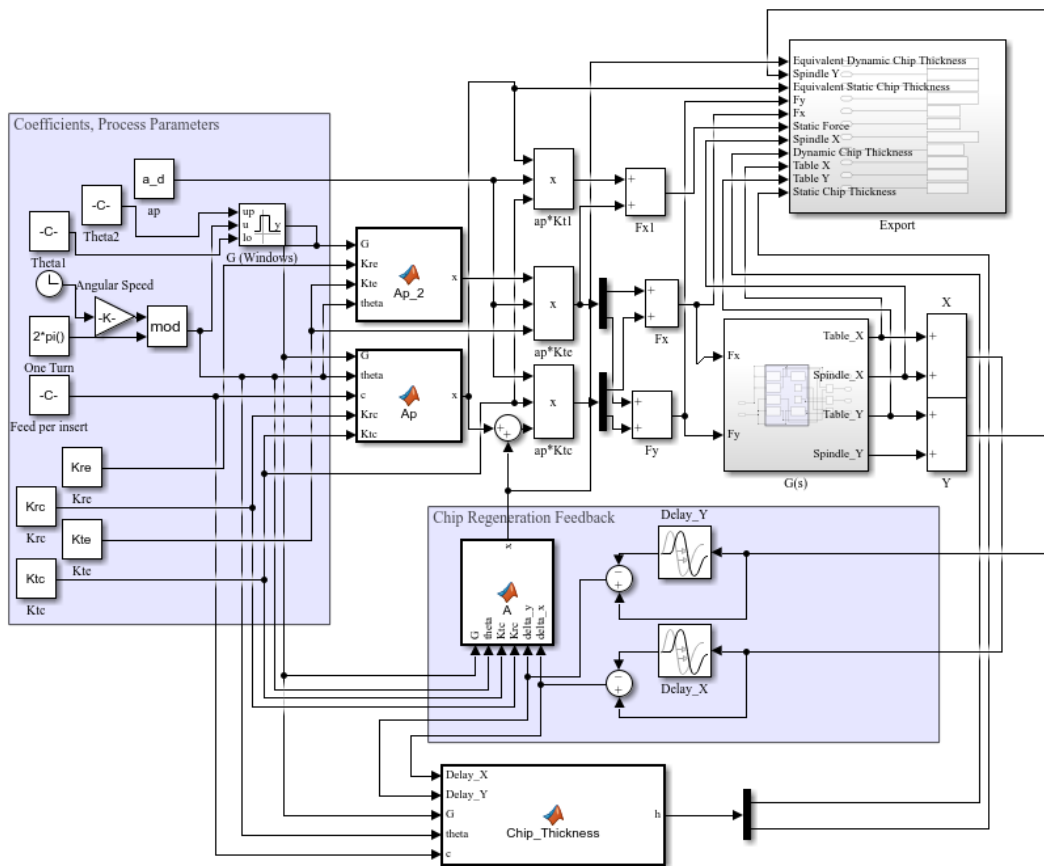 Coefficients, Process Parameters
a_d
ap
-C-
Theta2
-C-
Theta1
up
u
lo
y
G (Windows)
Angular Speed
-K-
mod
2*pi()
One Turn
-C-
Feed per insert
Kre
Kre
Krc
Krc
Kte
Kte
Ktc
Ktc
G
Kre
Kte
theta
x
Ap_2
G
theta
c
Krc
Ktc
x
Ap
x
ap*Kt1
x
ap*Kte
x
ap*Ktc
+
+
Fx1
+
+
Fx
+
+
Fy
+
+
Equivalent Dynamic Chip Thickness
Spindle Y
Equivalent Static Chip Thickness
Fy
Fx
Static Force
Spindle X
Dynamic Chip Thickness
Table X
Table Y
Static Chip Thickness
Export
Fx
Fy
Table_X
Spindle_X
Table_Y
Spindle_Y
G(s)
X
+
+
+
+
Y
Chip Regeneration Feedback
x
A
G
theta
Ktc
Krc
delta_y
delta_x
Delay_Y
−
+
−
+
Delay_X
Delay_X
Delay_Y
G
theta
c
h
Chip_Thickness